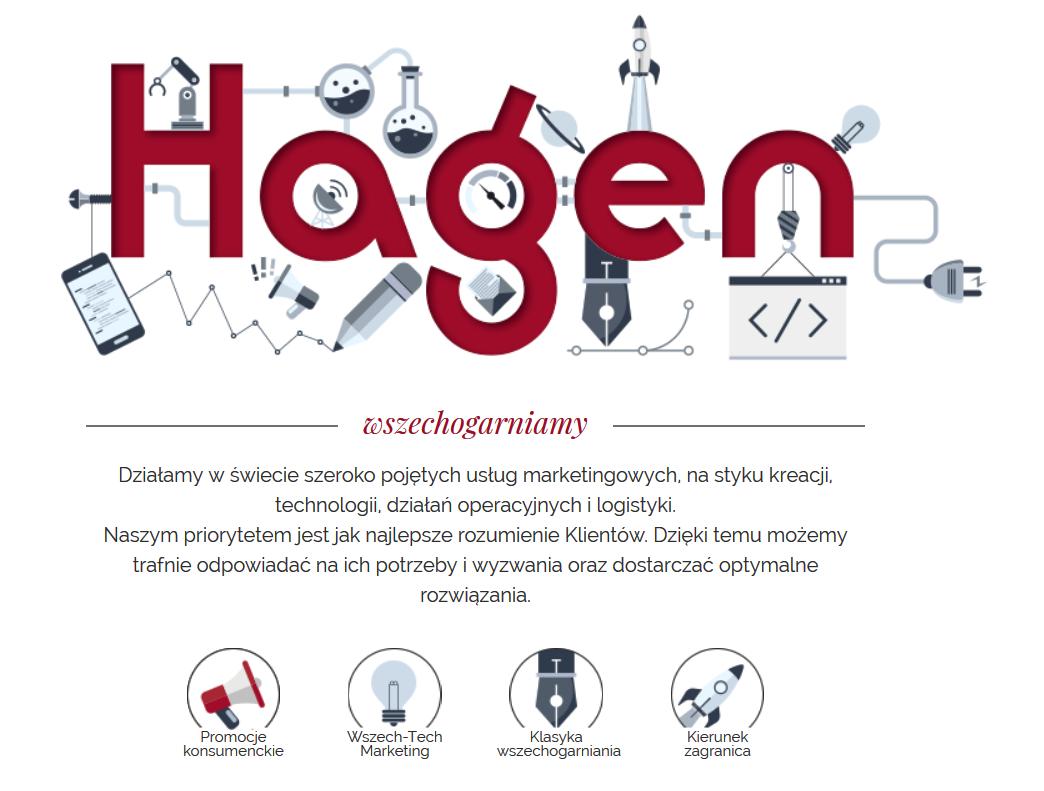 Hagen
wszechogarniamy
Działamy w świecie szeroko pojętych usług marketingowych, na styku kreacji,
technologii, działań operacyjnych i logistyki.
Naszym priorytetem jest jak najlepsze rozumienie Klientów. Dzięki temu możemy
trafnie odpowiadać na ich potrzeby i wyzwania oraz dostarczać optymalne
rozwiązania.
Promocje
konsumenckie
Wszech-Tech
Marketing
Klasyka
wszechogarniania
Kierunek
zagranica